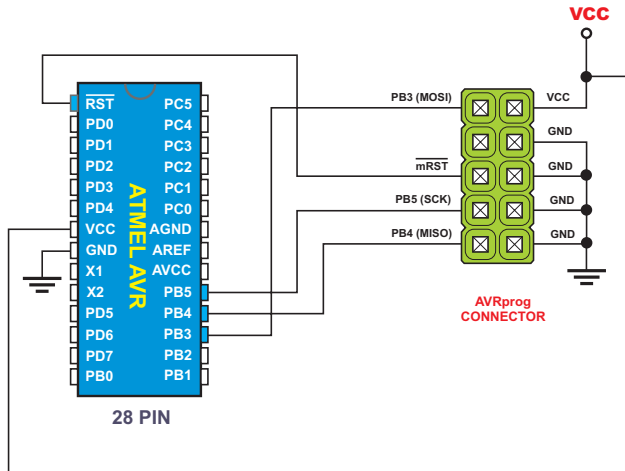 VCC
PB3 (MOSI)
VCC
GND
mRST
GND
PB5 (SCK)
GND
PB4 (MISO)
GND
AVRprog
CONNECTOR
RST
PD0
PD1
PD2
PD3
PD4
VCC
GND
X1
X2
PD5
PD6
PD7
PB0
ATMEL AVR
PC5
PC4
PC3
PC2
PC1
PC0
AGND
AREF
AVCC
PB5
PB4
PB3
PB2
PB1
28 PIN